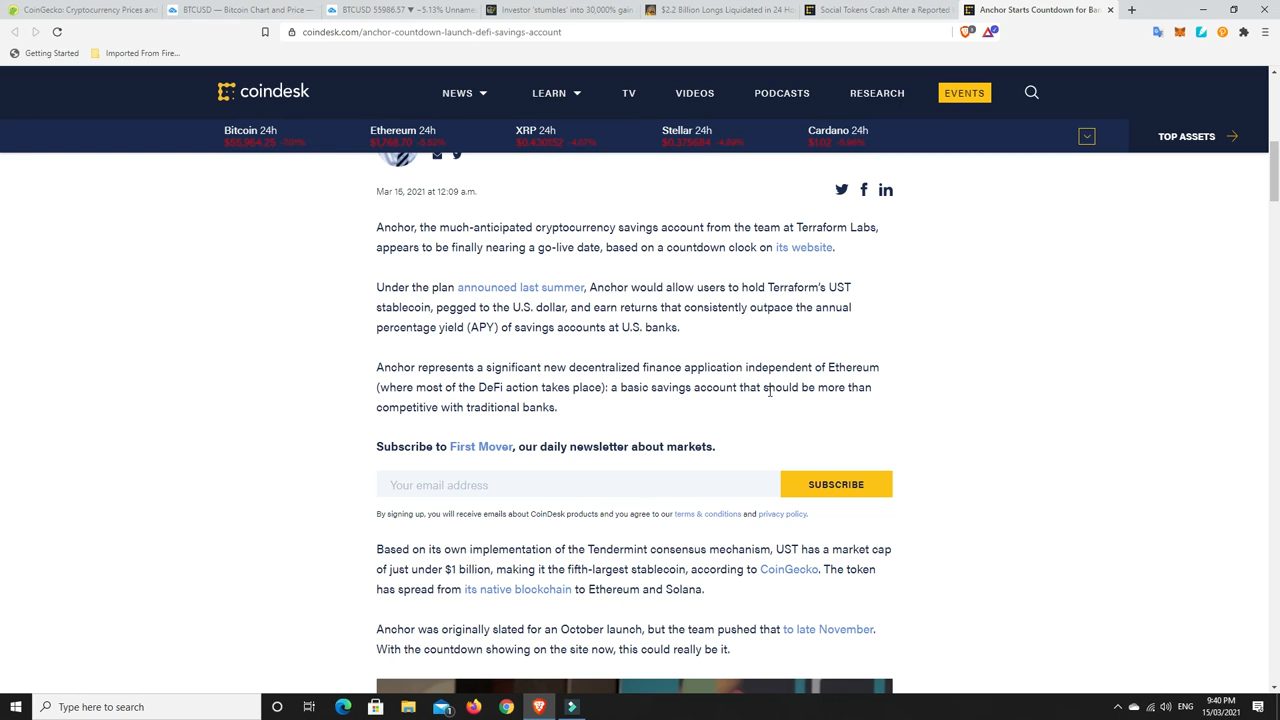 CoinGecko: Cryptocurrency Prices and
BTCUSD — Bitcoin Chart and Price —
BTCUSD 55986.57 ▼ −5.13% Unname
Investor 'stumbles' into 30,000% gain
$2.2 Billion Longs Liquidated in 24 Ho
Social Tokens Crash After a Reported
Anchor Starts Countdown for Ban
coindesk.com/anchor-countdown-launch-defi-savings-account
Getting Started
Imported From Fire...
coindesk
NEWS
LEARN
TV
VIDEOS
PODCASTS
RESEARCH
EVENTS
Bitcoin 24h
Ethereum 24h
XRP 24h
Stellar 24h
Cardano 24h
TOP ASSETS
Mar 15, 2021 at 12:09 a.m.
Anchor, the much-anticipated cryptocurrency savings account from the team at Terraform Labs,
appears to be finally nearing a go-live date, based on a countdown clock on its website.
Under the plan announced last summer, Anchor would allow users to hold Terraform's UST
stablecoin, pegged to the U.S. dollar, and earn returns that consistently outpace the annual
percentage yield (APY) of savings accounts at U.S. banks.
Anchor represents a significant new decentralized finance application independent of Ethereum
(where most of the DeFi action takes place): a basic savings account that should be more than
competitive with traditional banks.
Subscribe to First Mover, our daily newsletter about markets.
Your email address
SUBSCRIBE
By signing up, you will receive emails about CoinDesk products and you agree to our terms & conditions and privacy policy.
Based on its own implementation of the Tendermint consensus mechanism, UST has a market cap
of just under $1 billion, making it the fifth-largest stablecoin, according to CoinGecko. The token
has spread from its native blockchain to Ethereum and Solana.
Anchor was originally slated for an October launch, but the team pushed that to late November.
With the countdown showing on the site now, this could really be it.
Type here to search
ENG
9:40 PM
15/03/2021